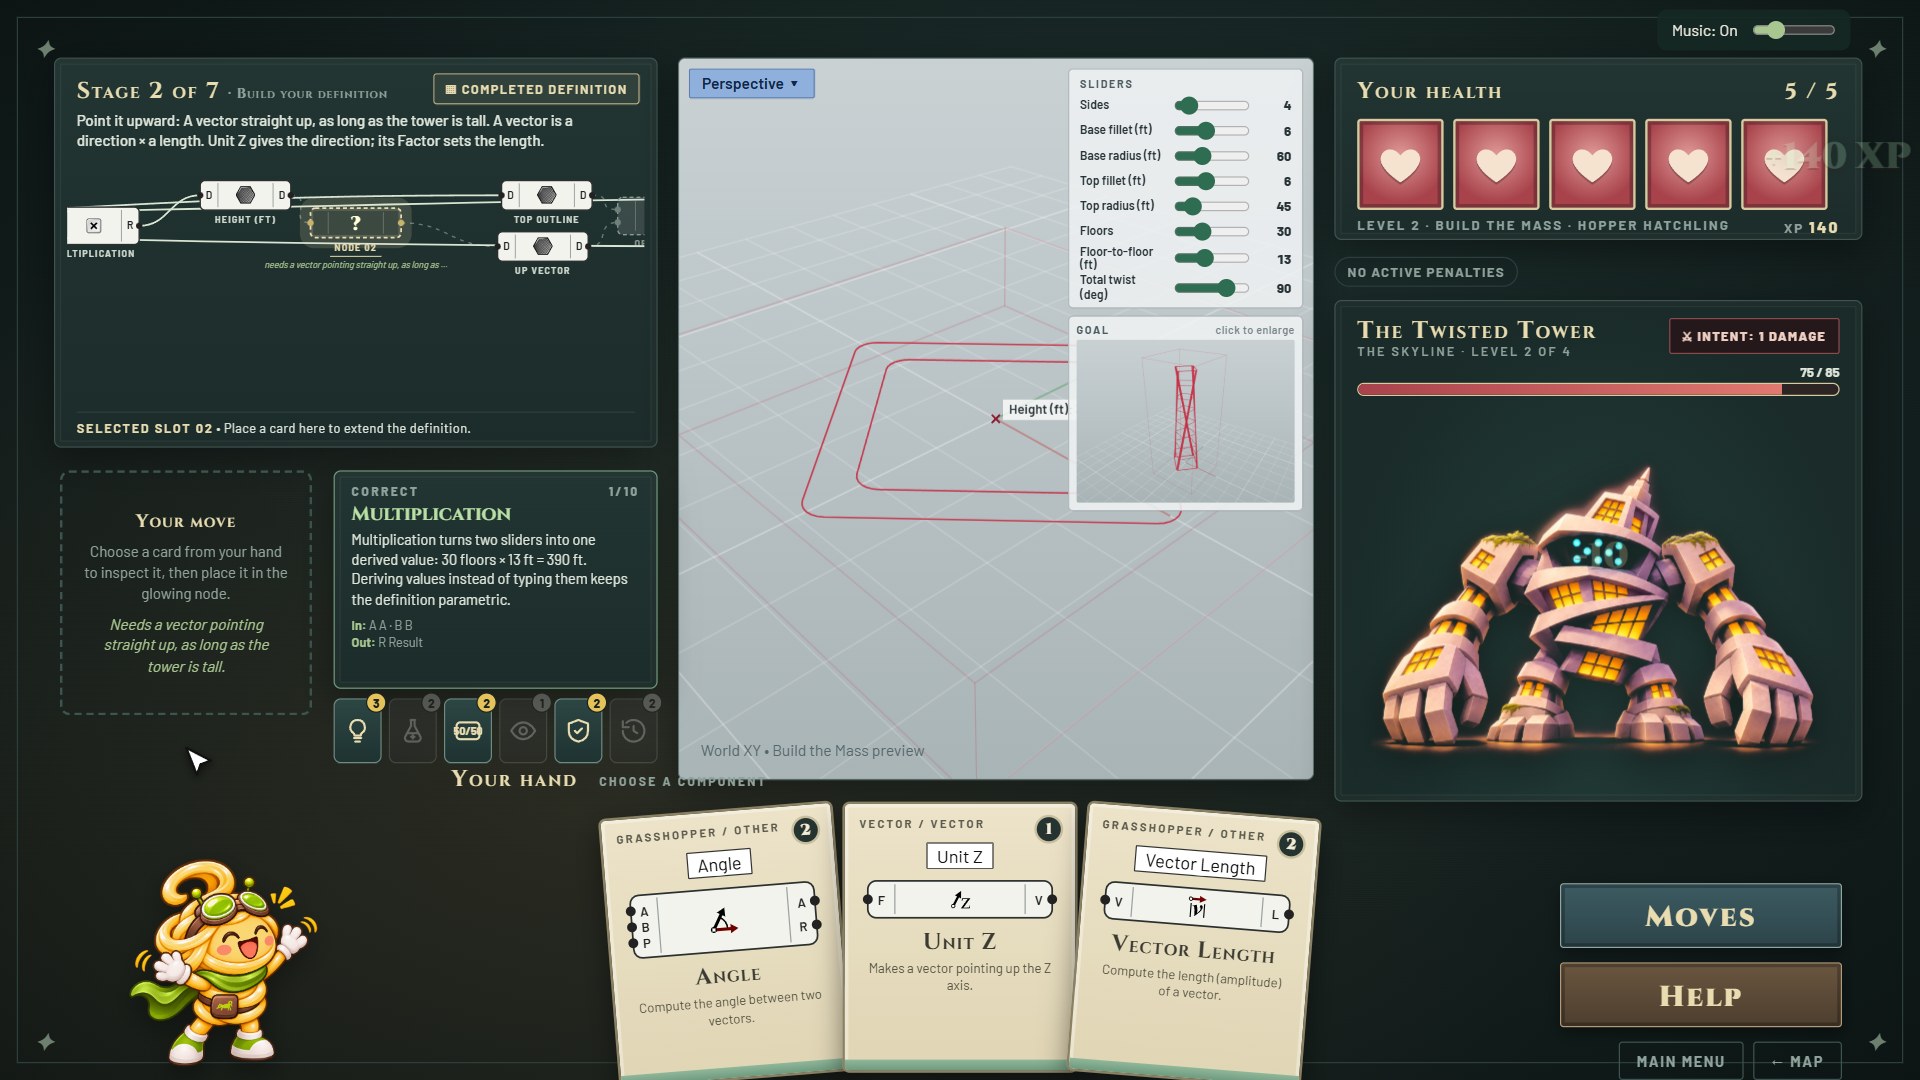 Music: On
STAGE 2 OF 7 · BUILD YOUR DEFINITION
COMPLETED DEFINITION
Point it upward: A vector straight up, as long as the tower is tall. A vector is a
direction × a length. Unit Z gives the direction; its Factor sets the length.
D D
HEIGHT (FT)
R
LTIPLICATION
?
NODE 02
needs a vector pointing straight up, as long as ...
D D
TOP OUTLINE
D D
UP VECTOR
SELECTED SLOT 02 • Place a card here to extend the definition.
YOUR MOVE
Choose a card from your hand
to inspect it, then place it in the
glowing node.
Needs a vector pointing
straight up, as long as the
tower is tall.
CORRECT 1/10
MULTIPLICATION
Multiplication turns two sliders into one
derived value: 30 floors × 13 ft = 390 ft.
Deriving values instead of typing them keeps
the definition parametric.
In: A A · B B
Out: R Result
3 2 2 1 2 2
50/50
YOUR HAND CHOOSE A COMPONENT
Perspective ▼
SLIDERS
Sides 4
Base fillet (ft) 6
Base radius (ft) 60
Top fillet (ft) 6
Top radius (ft) 45
Floors 30
Floor-to-floor
(ft) 13
Total twist
(deg) 90
GOAL click to enlarge
Height (ft)
World XY • Build the Mass preview
YOUR HEALTH 5 / 5
+140 XP
LEVEL 2 · BUILD THE MASS · HOPPER HATCHLING XP 140
NO ACTIVE PENALTIES
THE TWISTED TOWER
THE SKYLINE · LEVEL 2 OF 4
INTENT: 1 DAMAGE
75 / 85
GRASSHOPPER / OTHER 2
Angle
A
B
P
A
R
ANGLE
Compute the angle between two
vectors.
VECTOR / VECTOR 1
Unit Z
F Z V
UNIT Z
Makes a vector pointing up the Z
axis.
GRASSHOPPER / OTHER 2
Vector Length
V |v| L
VECTOR LENGTH
Compute the length (amplitude)
of a vector.
MOVES
HELP
MAIN MENU
← MAP